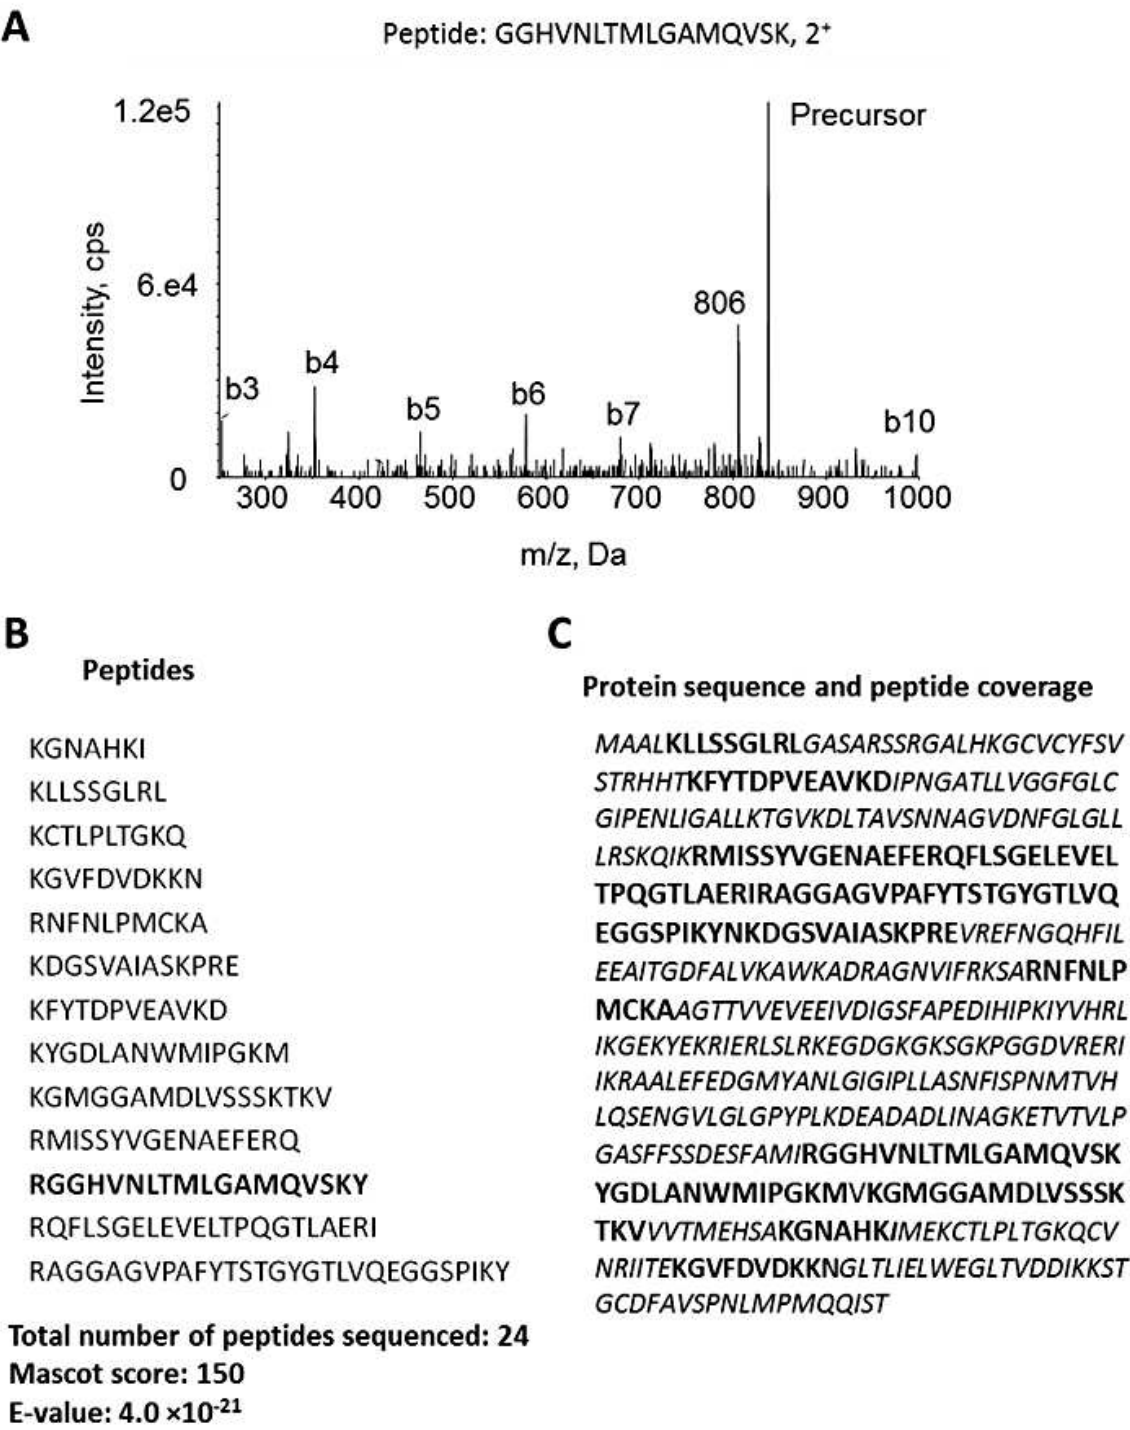 A
Peptide: GGHVNLTMLGAMQVSK, 2+
1.2e5
Precursor
Intensity, cps
6.e4
806
b3
b4
b5
b6
b7
b10
0
300 400 500 600 700 800 900 1000
m/z, Da
B
Peptides
KGNAHKI
KLLSSGLRL
KCTLPLTGKQ
KGVFDVDKKN
RNFNLPMCKA
KDGSVAIASKPRE
KFYTDPVEAVKD
KYGDLANWMIPGKM
KGMGGAMDLVSSSKTKV
RMISSYVGENAEFERQ
RGGHVNLTMLGAMQVSKY
RQFLSGELEVELTPQGTLAERI
RAGGAGVPAFYTSTGYGTLVQEGGSPIKY
Total number of peptides sequenced: 24
Mascot score: 150
E-value: 4.0 ×10-21
C
Protein sequence and peptide coverage
MAALKLLSSGLRLGASARSSRGALHKGCVCYFSV
STRHHTKFYTDPVEAVKDIPNGATLLVGGFGLC
GIPENLIGALLKTGVKDLTAVSNNAGVDNFGLGLL
LRSKQIKRMISSYVGENAEFERQFLSGELEVEL
TPQGTLAERIRAGGAGVPAFYTSTGYGTLVQ
EGGSPIKYNKDGSVAIASKPREVREFNGQHFIL
EEAITGDFALVKAWKADRAGNVIFRKSARNFNLP
MCKAAGTTVVEVEEIVDIGSFAPEDIHIPKIYVHRL
IKGEKYEKRIERLSLRKEGDGKGKSGKPGGDVRERI
IKRAALEFEDGMYANLGIGIPLLASNFISPNMTVH
LQSENGVLGLGPYPLKDEADADLINAGKETVTVLP
GASFFSSDESFAMIRGGHVNLTMLGAMQVSK
YGDLANWMIPGKMVKGMGGAMDLVSSSK
TKVVVTMEHSAKGNAHKIMEKCTLPLTGKQCV
NRIITEKGVFDVDKKNGLTLIELWEGLTVDDIKKST
GCDFAVSPNLMPMQQIST